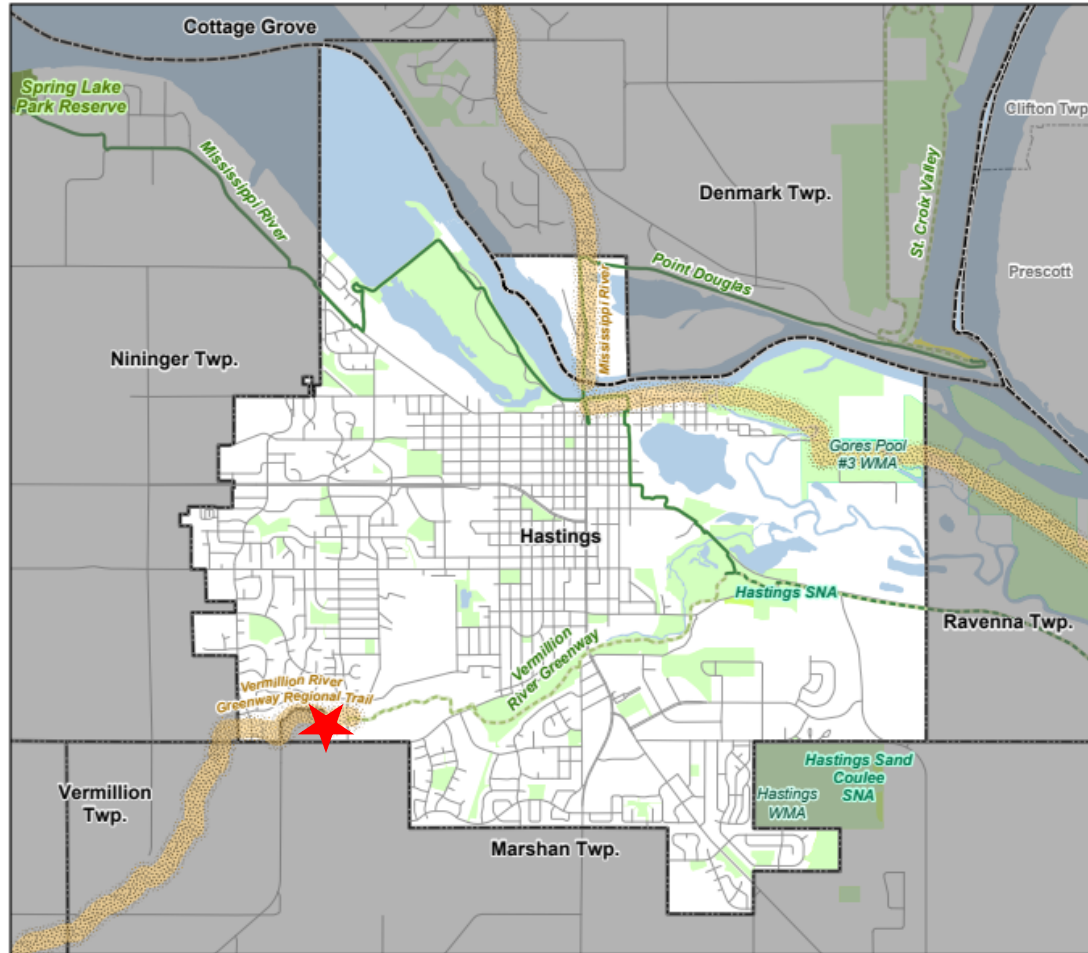 Cottage Grove
Spring Lake
Park Reserve
Clifton Twp
Mississippi River
St. Croix Valley
Denmark Twp.
Point Douglas
Prescott
Mississippi River
Nininger Twp.
Gores Pool
#3 WMA
Hastings
Hastings SNA
Ravenna Twp.
Vermillion
River Greenway
Vermillion River
Greenway Regional Trail
Hastings Sand
Coulee
SNA
Vermillion
Twp.
Hastings
WMA
Marshan Twp.